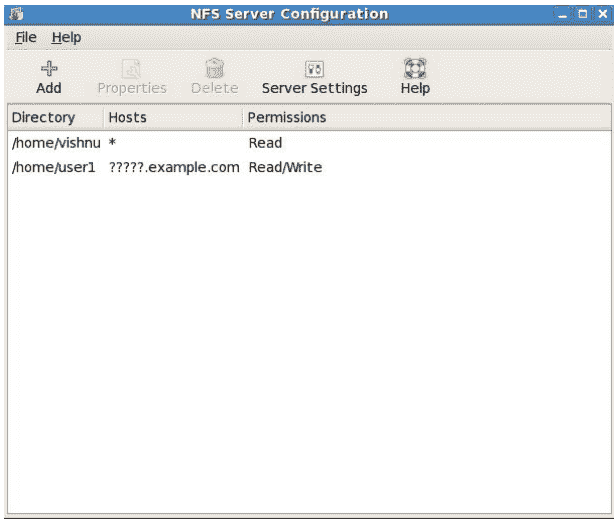 NFS Server Configuration
File Help
Add Properties Delete Server Settings Help
Directory Hosts Permissions
/home/vishnu * Read
/home/user1 ?????.example.com Read/Write